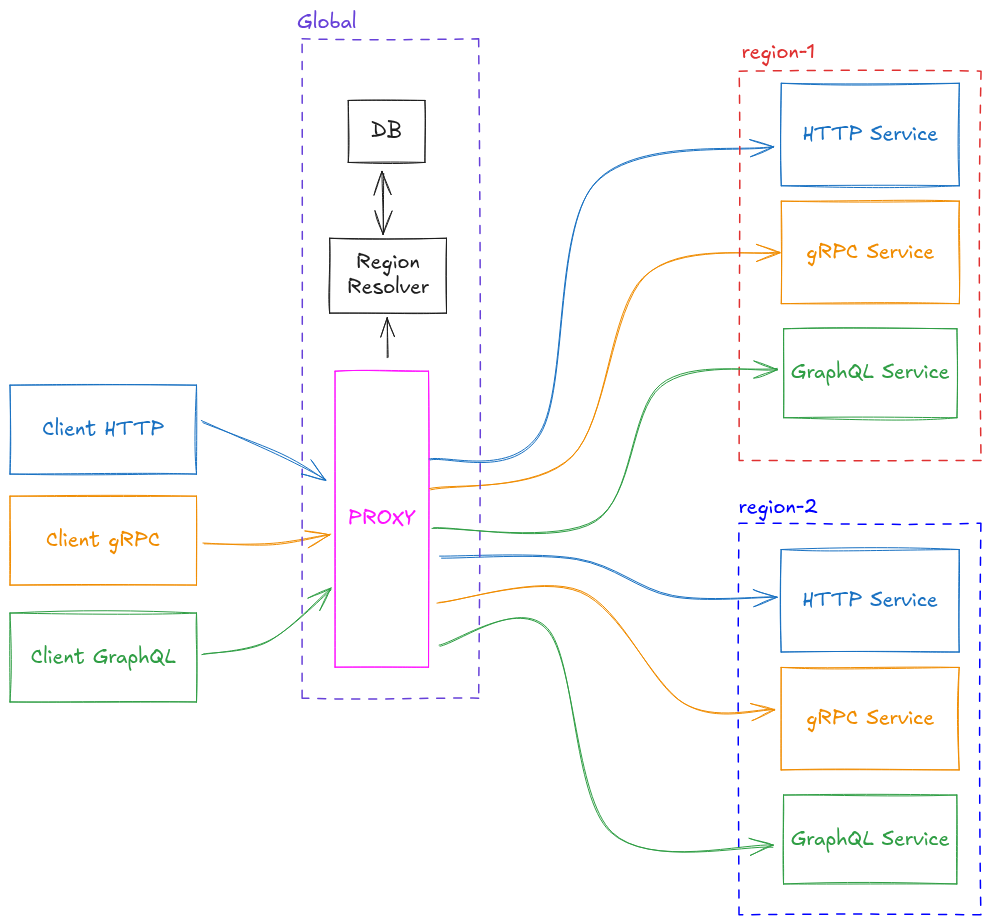 Global
DB
Region
Resolver
PROXY
Client HTTP
Client gRPC
Client GraphQL
region-1
HTTP Service
gRPC Service
GraphQL Service
region-2
HTTP Service
gRPC Service
GraphQL Service